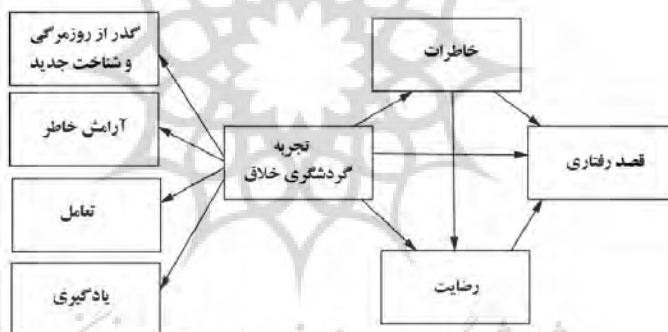 گذر از روزمرگی
و شناخت جدید
خاطرات
آرامش خاطر
تجربه
گردشگری خلاق
قصد رفتاری
تعامل
رضایت
یادگیری